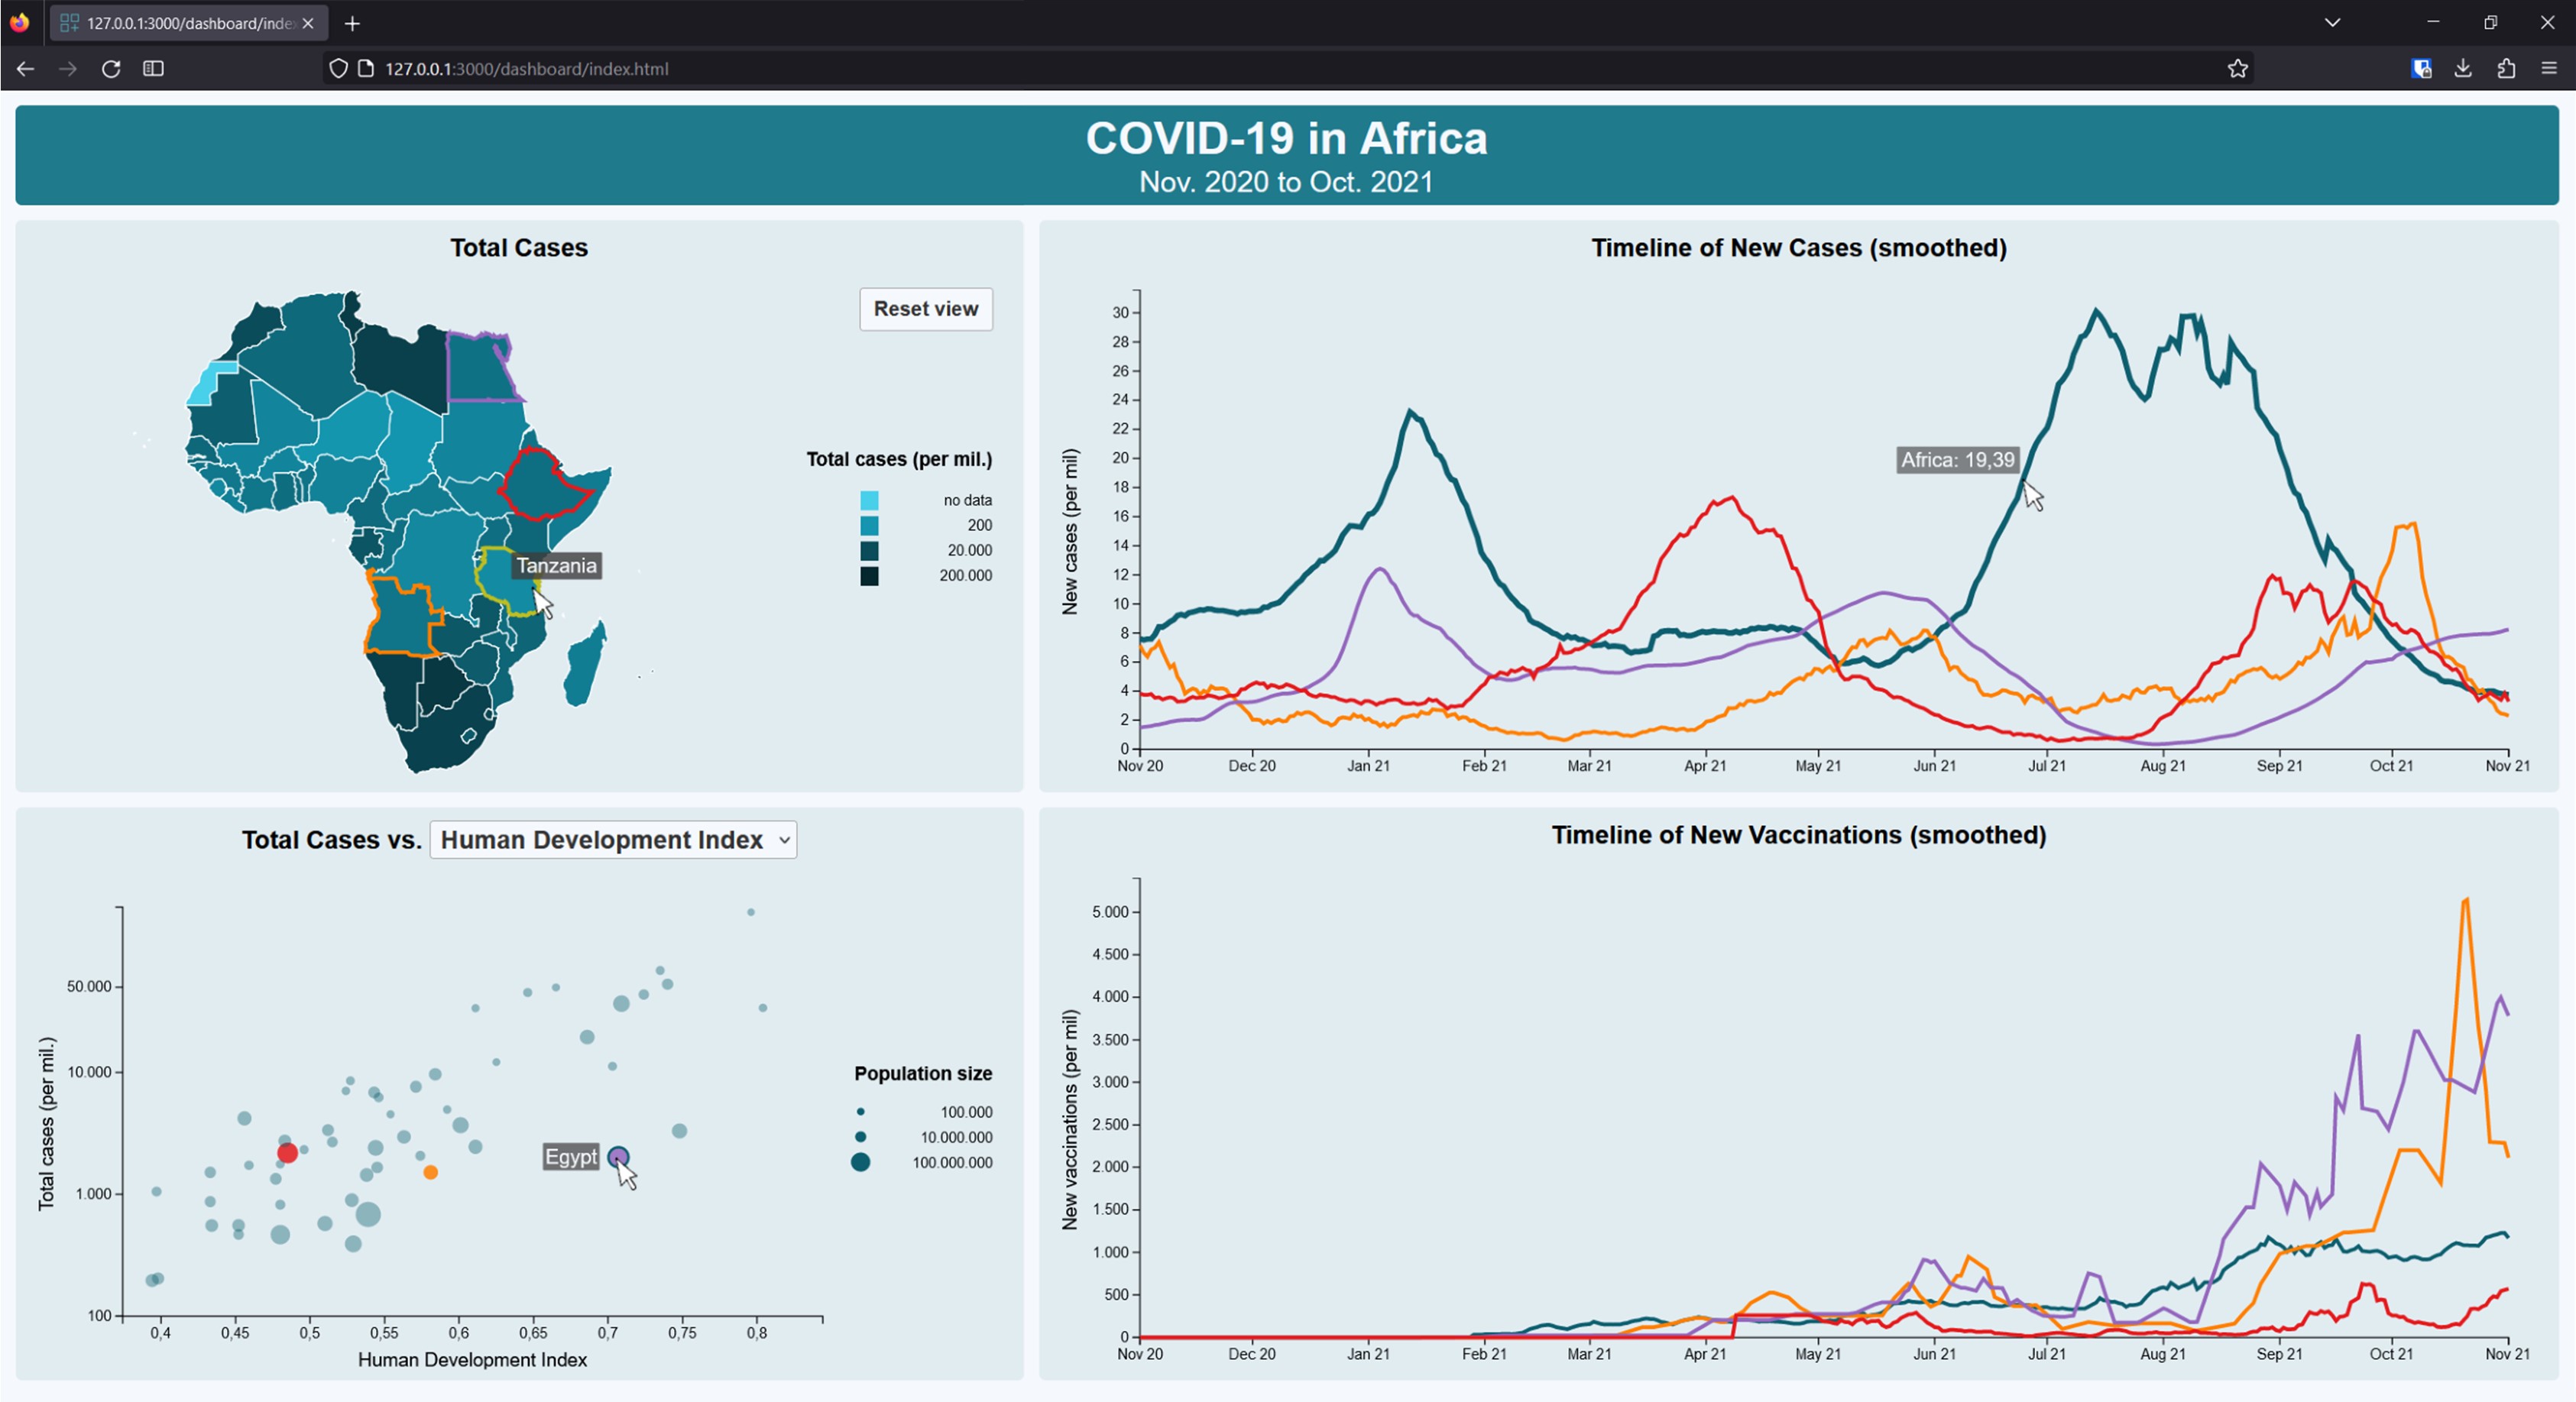 127.0.0.1:3000/dashboard/inde
127.0.0.1:3000/dashboard/index.html
COVID-19 in Africa
Nov. 2020 to Oct. 2021
Total Cases
Reset view
Total cases (per mil.)
no data
200
20.000
200.000
Tanzania
Timeline of New Cases (smoothed)
New cases (per mil)
30
28
26
24
22
20
18
16
14
12
10
8
6
4
2
0
Africa: 19,39
Nov 20 Dec 20 Jan 21 Feb 21 Mar 21 Apr 21 May 21 Jun 21 Jul 21 Aug 21 Sep 21 Oct 21 Nov 21
Total Cases vs. Human Development Index
Total cases (per mil.)
50.000
10.000
1.000
100
Egypt
0,4 0,45 0,5 0,55 0,6 0,65 0,7 0,75 0,8
Human Development Index
Population size
100.000
10.000.000
100.000.000
Timeline of New Vaccinations (smoothed)
New vaccinations (per mil)
5.000
4.500
4.000
3.500
3.000
2.500
2.000
1.500
1.000
500
0
Nov 20 Dec 20 Jan 21 Feb 21 Mar 21 Apr 21 May 21 Jun 21 Jul 21 Aug 21 Sep 21 Oct 21 Nov 21